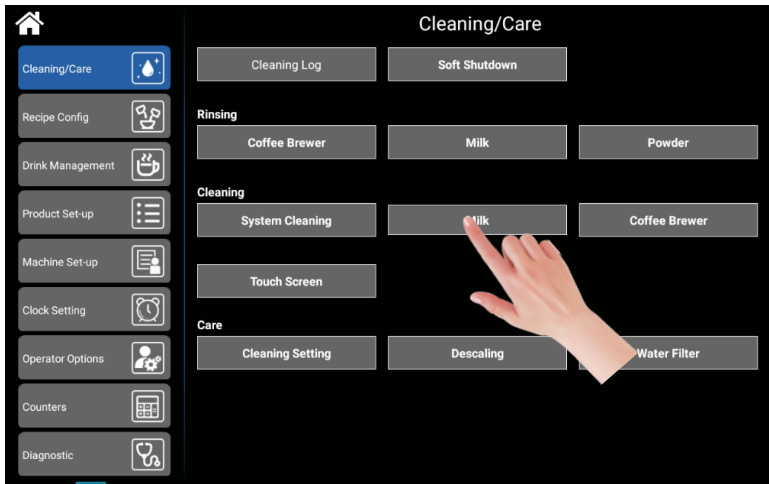 Cleaning/Care
Cleaning/Care
Cleaning Log
Soft Shutdown
Recipe Config
Rinsing
Coffee Brewer
Milk
Powder
Drink Management
Cleaning
Product Set-up
System Cleaning
Milk
Coffee Brewer
Machine Set-up
Touch Screen
Clock Setting
Care
Operator Options
Cleaning Setting
Descaling
Water Filter
Counters
Diagnostic